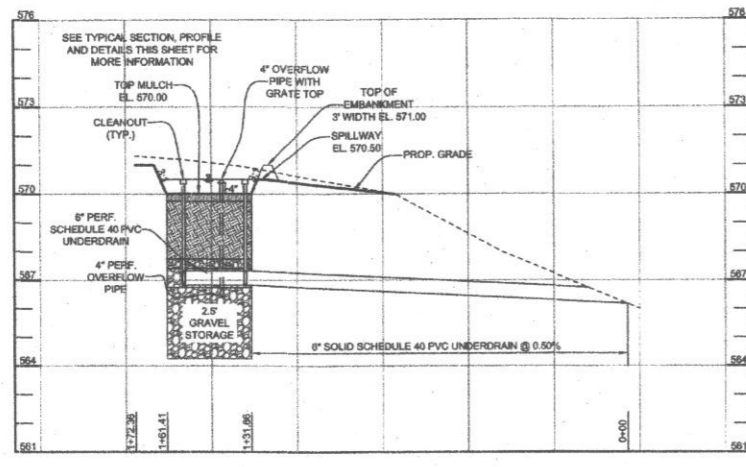 576
576
SEE TYPICAL SECTION, PROFILE
AND DETAILS THIS SHEET FOR
MORE INFORMATION
TOP MULCH
EL. 570.00
4" OVERFLOW
PIPE WITH
GRATE TOP
TOP OF
EMBANKMENT
3' WIDTH EL. 571.00
573
573
CLEANOUT
(TYP.)
SPILLWAY
EL. 570.50
PROP. GRADE
570
570
4"
6" PERF.
SCHEDULE 40 PVC
UNDERDRAIN
4" PERF.
OVERFLOW
PIPE
567
567
2.5'
GRAVEL
STORAGE
6" SOLID SCHEDULE 40 PVC UNDERDRAIN @ 0.50%
564
564
1+72.36
1+61.41
1+31.86
0+00
561
561